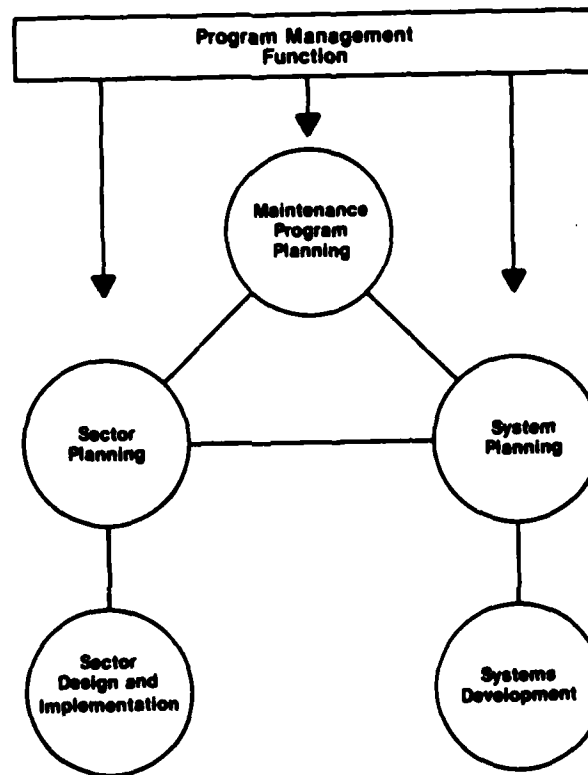 Program Management
Function
Maintenance
Program
Planning
Sector
Planning
System
Planning
Sector
Design and
Implementation
Systems
Development